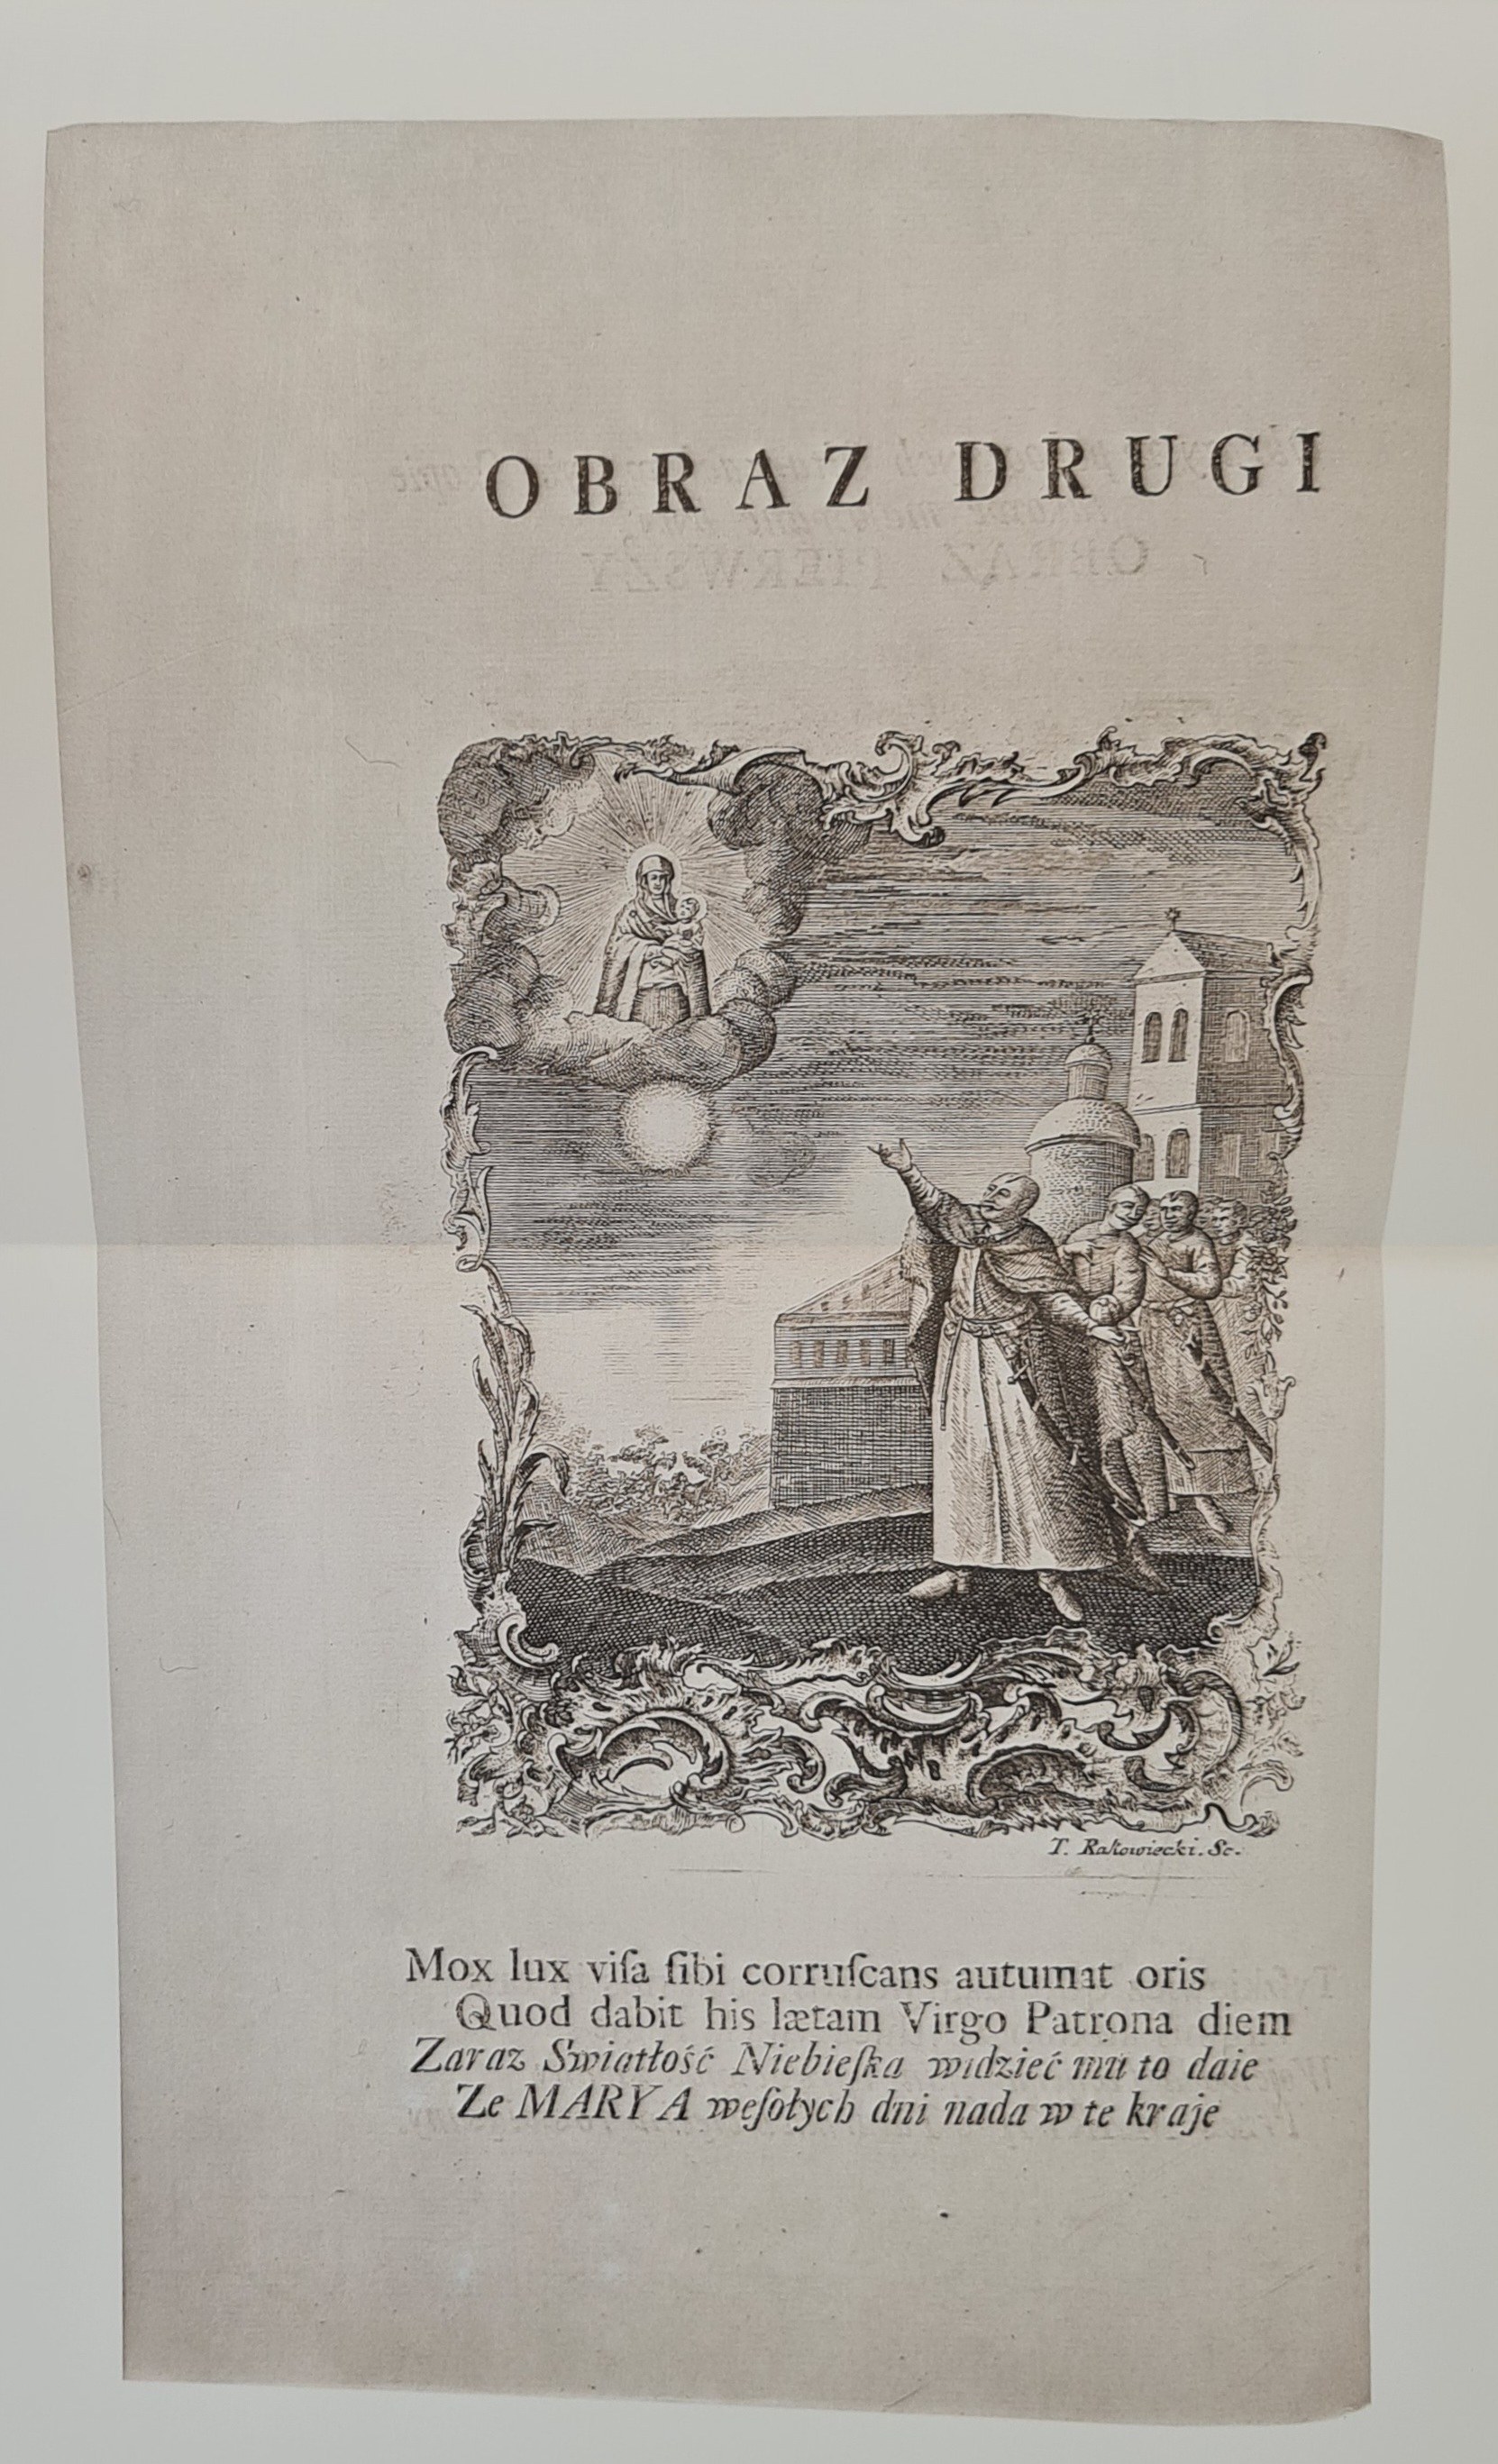 OBRAZ DRUGI
T. Rakowiecki. Sc.
Mox lux viſa ſibi corruſcans autumat oris
Quod dabit his lætam Virgo Patrona diem
Zaraz Swiatłość Niebieſka widzieć mu to daie
Ze MARYA weſołych dni nada w te kraje